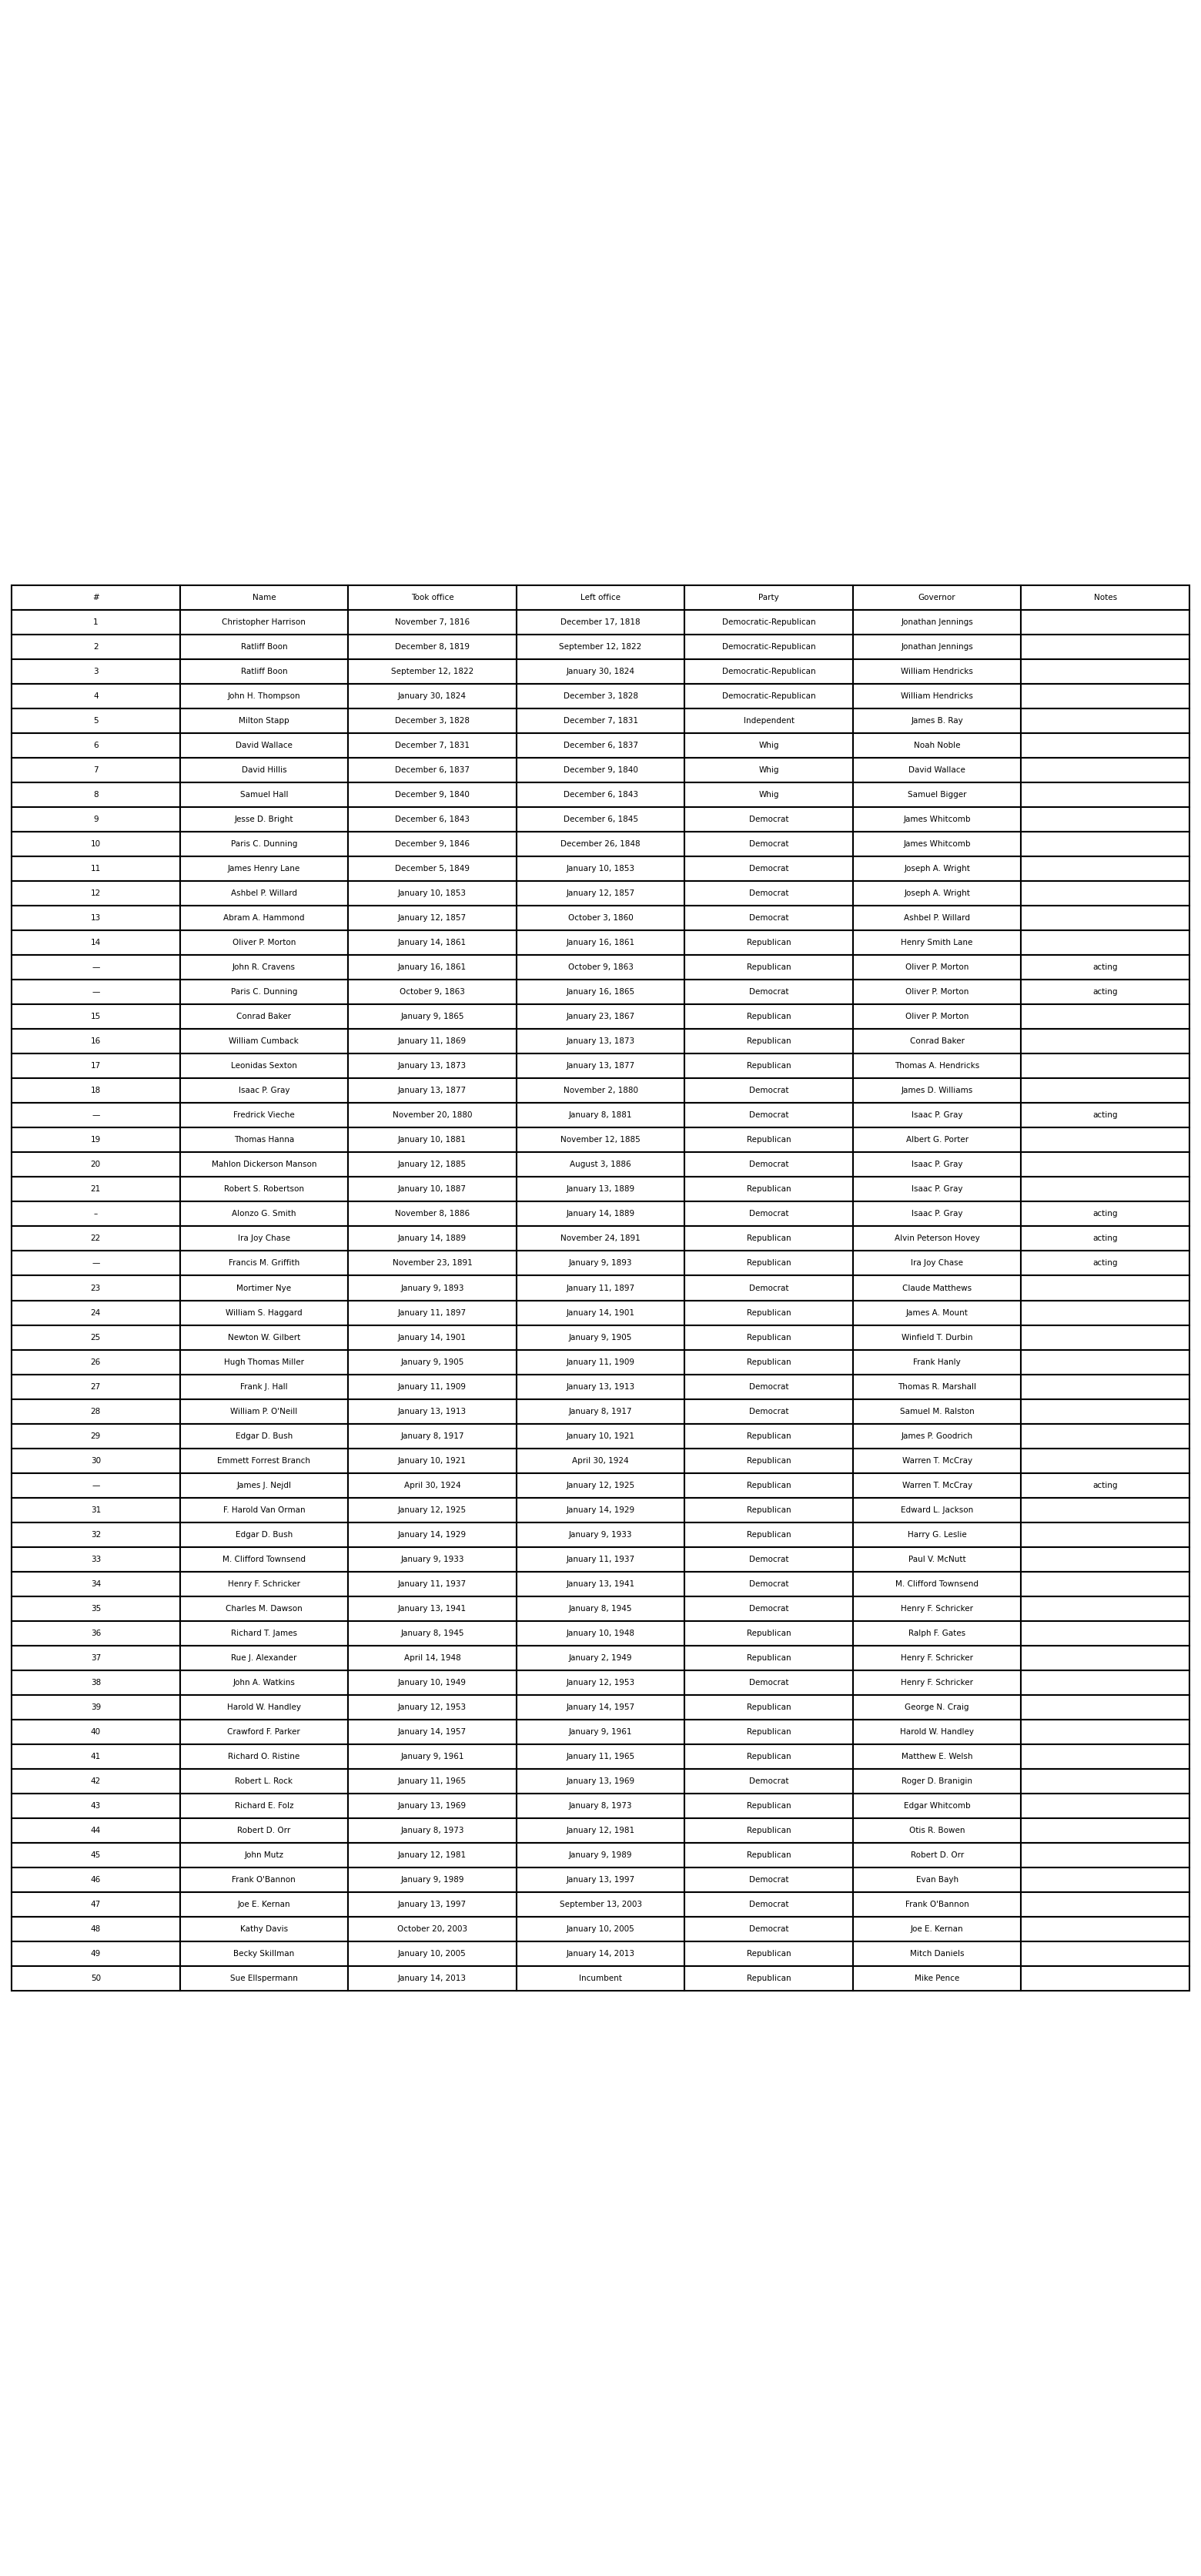 # Name Took office Left office Party Governor Notes
1 Christopher Harrison November 7, 1816 December 17, 1818 Democratic-Republican Jonathan Jennings
2 Ratliff Boon December 8, 1819 September 12, 1822 Democratic-Republican Jonathan Jennings
3 Ratliff Boon September 12, 1822 January 30, 1824 Democratic-Republican William Hendricks
4 John H. Thompson January 30, 1824 December 3, 1828 Democratic-Republican William Hendricks
5 Milton Stapp December 3, 1828 December 7, 1831 Independent James B. Ray
6 David Wallace December 7, 1831 December 6, 1837 Whig Noah Noble
7 David Hillis December 6, 1837 December 9, 1840 Whig David Wallace
8 Samuel Hall December 9, 1840 December 6, 1843 Whig Samuel Bigger
9 Jesse D. Bright December 6, 1843 December 6, 1845 Democrat James Whitcomb
10 Paris C. Dunning December 9, 1846 December 26, 1848 Democrat James Whitcomb
11 James Henry Lane December 5, 1849 January 10, 1853 Democrat Joseph A. Wright
12 Ashbel P. Willard January 10, 1853 January 12, 1857 Democrat Joseph A. Wright
13 Abram A. Hammond January 12, 1857 October 3, 1860 Democrat Ashbel P. Willard
14 Oliver P. Morton January 14, 1861 January 16, 1861 Republican Henry Smith Lane
— John R. Cravens January 16, 1861 October 9, 1863 Republican Oliver P. Morton acting
— Paris C. Dunning October 9, 1863 January 16, 1865 Democrat Oliver P. Morton acting
15 Conrad Baker January 9, 1865 January 23, 1867 Republican Oliver P. Morton
16 William Cumback January 11, 1869 January 13, 1873 Republican Conrad Baker
17 Leonidas Sexton January 13, 1873 January 13, 1877 Republican Thomas A. Hendricks
18 Isaac P. Gray January 13, 1877 November 2, 1880 Democrat James D. Williams
— Fredrick Vieche November 20, 1880 January 8, 1881 Democrat Isaac P. Gray acting
19 Thomas Hanna January 10, 1881 November 12, 1885 Republican Albert G. Porter
20 Mahlon Dickerson Manson January 12, 1885 August 3, 1886 Democrat Isaac P. Gray
21 Robert S. Robertson January 10, 1887 January 13, 1889 Republican Isaac P. Gray
– Alonzo G. Smith November 8, 1886 January 14, 1889 Democrat Isaac P. Gray acting
22 Ira Joy Chase January 14, 1889 November 24, 1891 Republican Alvin Peterson Hovey acting
— Francis M. Griffith November 23, 1891 January 9, 1893 Republican Ira Joy Chase acting
23 Mortimer Nye January 9, 1893 January 11, 1897 Democrat Claude Matthews
24 William S. Haggard January 11, 1897 January 14, 1901 Republican James A. Mount
25 Newton W. Gilbert January 14, 1901 January 9, 1905 Republican Winfield T. Durbin
26 Hugh Thomas Miller January 9, 1905 January 11, 1909 Republican Frank Hanly
27 Frank J. Hall January 11, 1909 January 13, 1913 Democrat Thomas R. Marshall
28 William P. O'Neill January 13, 1913 January 8, 1917 Democrat Samuel M. Ralston
29 Edgar D. Bush January 8, 1917 January 10, 1921 Republican James P. Goodrich
30 Emmett Forrest Branch January 10, 1921 April 30, 1924 Republican Warren T. McCray
— James J. Nejdl April 30, 1924 January 12, 1925 Republican Warren T. McCray acting
31 F. Harold Van Orman January 12, 1925 January 14, 1929 Republican Edward L. Jackson
32 Edgar D. Bush January 14, 1929 January 9, 1933 Republican Harry G. Leslie
33 M. Clifford Townsend January 9, 1933 January 11, 1937 Democrat Paul V. McNutt
34 Henry F. Schricker January 11, 1937 January 13, 1941 Democrat M. Clifford Townsend
35 Charles M. Dawson January 13, 1941 January 8, 1945 Democrat Henry F. Schricker
36 Richard T. James January 8, 1945 January 10, 1948 Republican Ralph F. Gates
37 Rue J. Alexander April 14, 1948 January 2, 1949 Republican Henry F. Schricker
38 John A. Watkins January 10, 1949 January 12, 1953 Democrat Henry F. Schricker
39 Harold W. Handley January 12, 1953 January 14, 1957 Republican George N. Craig
40 Crawford F. Parker January 14, 1957 January 9, 1961 Republican Harold W. Handley
41 Richard O. Ristine January 9, 1961 January 11, 1965 Republican Matthew E. Welsh
42 Robert L. Rock January 11, 1965 January 13, 1969 Democrat Roger D. Branigin
43 Richard E. Folz January 13, 1969 January 8, 1973 Republican Edgar Whitcomb
44 Robert D. Orr January 8, 1973 January 12, 1981 Republican Otis R. Bowen
45 John Mutz January 12, 1981 January 9, 1989 Republican Robert D. Orr
46 Frank O'Bannon January 9, 1989 January 13, 1997 Democrat Evan Bayh
47 Joe E. Kernan January 13, 1997 September 13, 2003 Democrat Frank O'Bannon
48 Kathy Davis October 20, 2003 January 10, 2005 Democrat Joe E. Kernan
49 Becky Skillman January 10, 2005 January 14, 2013 Republican Mitch Daniels
50 Sue Ellspermann January 14, 2013 Incumbent Republican Mike Pence